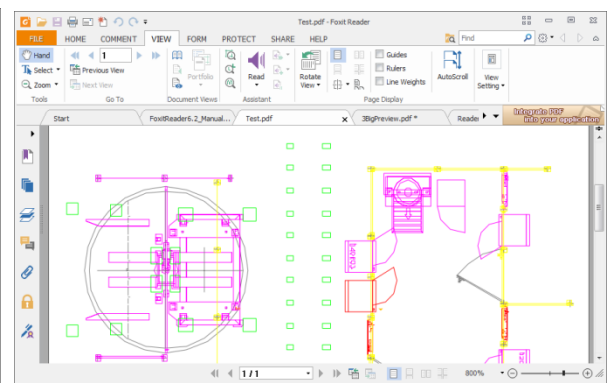 Test.pdf - Foxit Reader
FILE HOME COMMENT VIEW FORM PROTECT SHARE HELP Find
Hand 1 Guides
Select Previous View Portfolio Read Rotate View Rulers AutoScroll View Setting
Zoom Next View Line Weights
Tools Go To Document Views Assistant Page Display
Start FoxitReader6.2_Manual... Test.pdf x 3BigPreview.pdf * Reader
Integrate PDF
into your application
1 / 1 800%